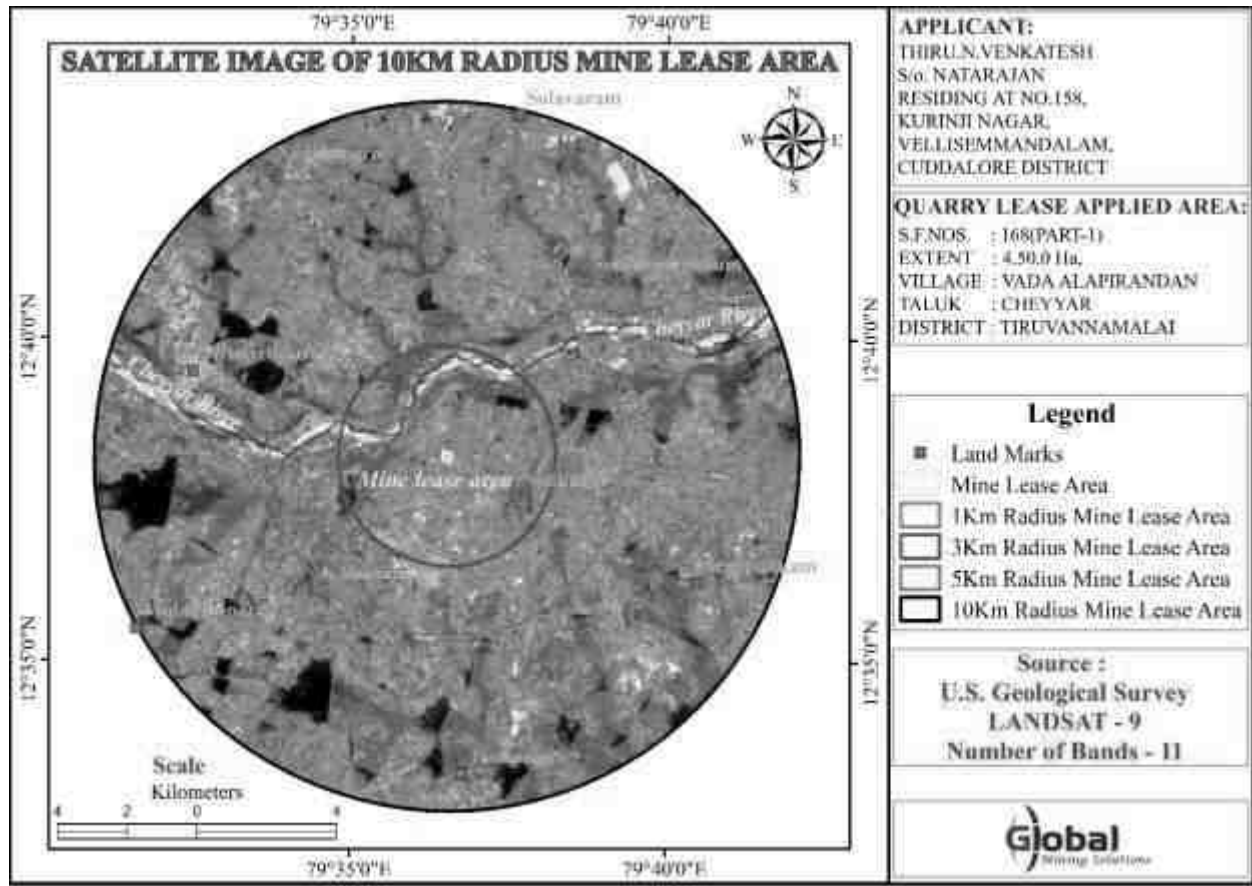 79°35'0"E
79°40'0"E
SATELLITE IMAGE OF 10KM RADIUS MINE LEASE AREA
Sulavaram
N
W
E
S
12°40'0"N
12°40'0"N
River
Mine lease area
12°35'0"N
12°35'0"N
Scale
Kilometers
4 2 0 4
79°35'0"E
79°40'0"E
APPLICANT:
THIRU.N.VENKATESH
S/o. NATARAJAN
RESIDING AT NO.158,
KURINJI NAGAR,
VELLISEMMANDALAM,
CUDDALORE DISTRICT
QUARRY LEASE APPLIED AREA:
S.F.NOS. : 168(PART-1)
EXTENT : 4.50.0 Ha,
VILLAGE : VADA ALAPIRANDAN
TALUK : CHEYYAR
DISTRICT : TIRUVANNAMALAI
Legend
Land Marks
Mine Lease Area
1Km Radius Mine Lease Area
3Km Radius Mine Lease Area
5Km Radius Mine Lease Area
10Km Radius Mine Lease Area
Source :
U.S. Geological Survey
LANDSAT - 9
Number of Bands - 11
Global
Mining Solutions